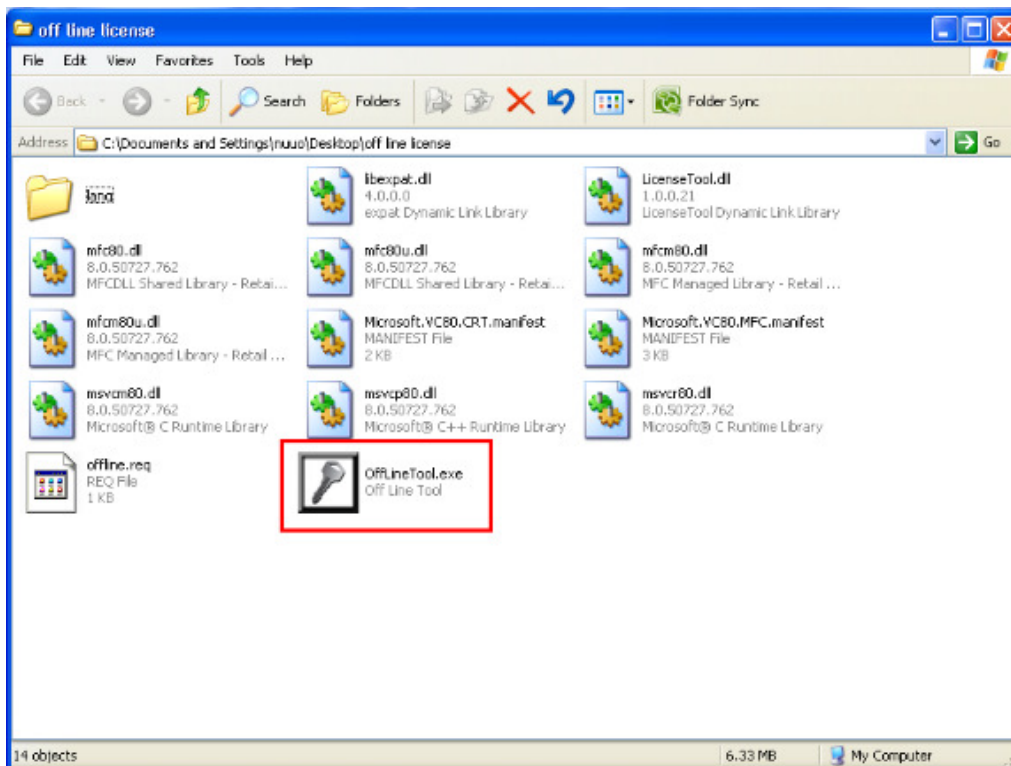 off line license
File Edit View Favorites Tools Help
Back Search Folders Folder Sync
Address C:\Documents and Settings\nuuo\Desktop\off line license Go
lang
libexpat.dll
4.0.0.0
expat Dynamic Link Library
LicenseTool.dll
1.0.0.21
LicenseTool Dynamic Link Library
mfc80.dll
8.0.50727.762
MFCDLL Shared Library - Retai...
mfc80u.dll
8.0.50727.762
MFCDLL Shared Library - Retai...
mfcm80.dll
8.0.50727.762
MFC Managed Library - Retail ...
mfcm80u.dll
8.0.50727.762
MFC Managed Library - Retail ...
Microsoft.VC80.CRT.manifest
MANIFEST File
2 KB
Microsoft.VC80.MFC.manifest
MANIFEST File
3 KB
msvcm80.dll
8.0.50727.762
Microsoft® C Runtime Library
msvcp80.dll
8.0.50727.762
Microsoft® C++ Runtime Library
msvcr80.dll
8.0.50727.762
Microsoft® C Runtime Library
offline.req
REQ File
1 KB
OffLineTool.exe
Off Line Tool
14 objects 6.33 MB My Computer